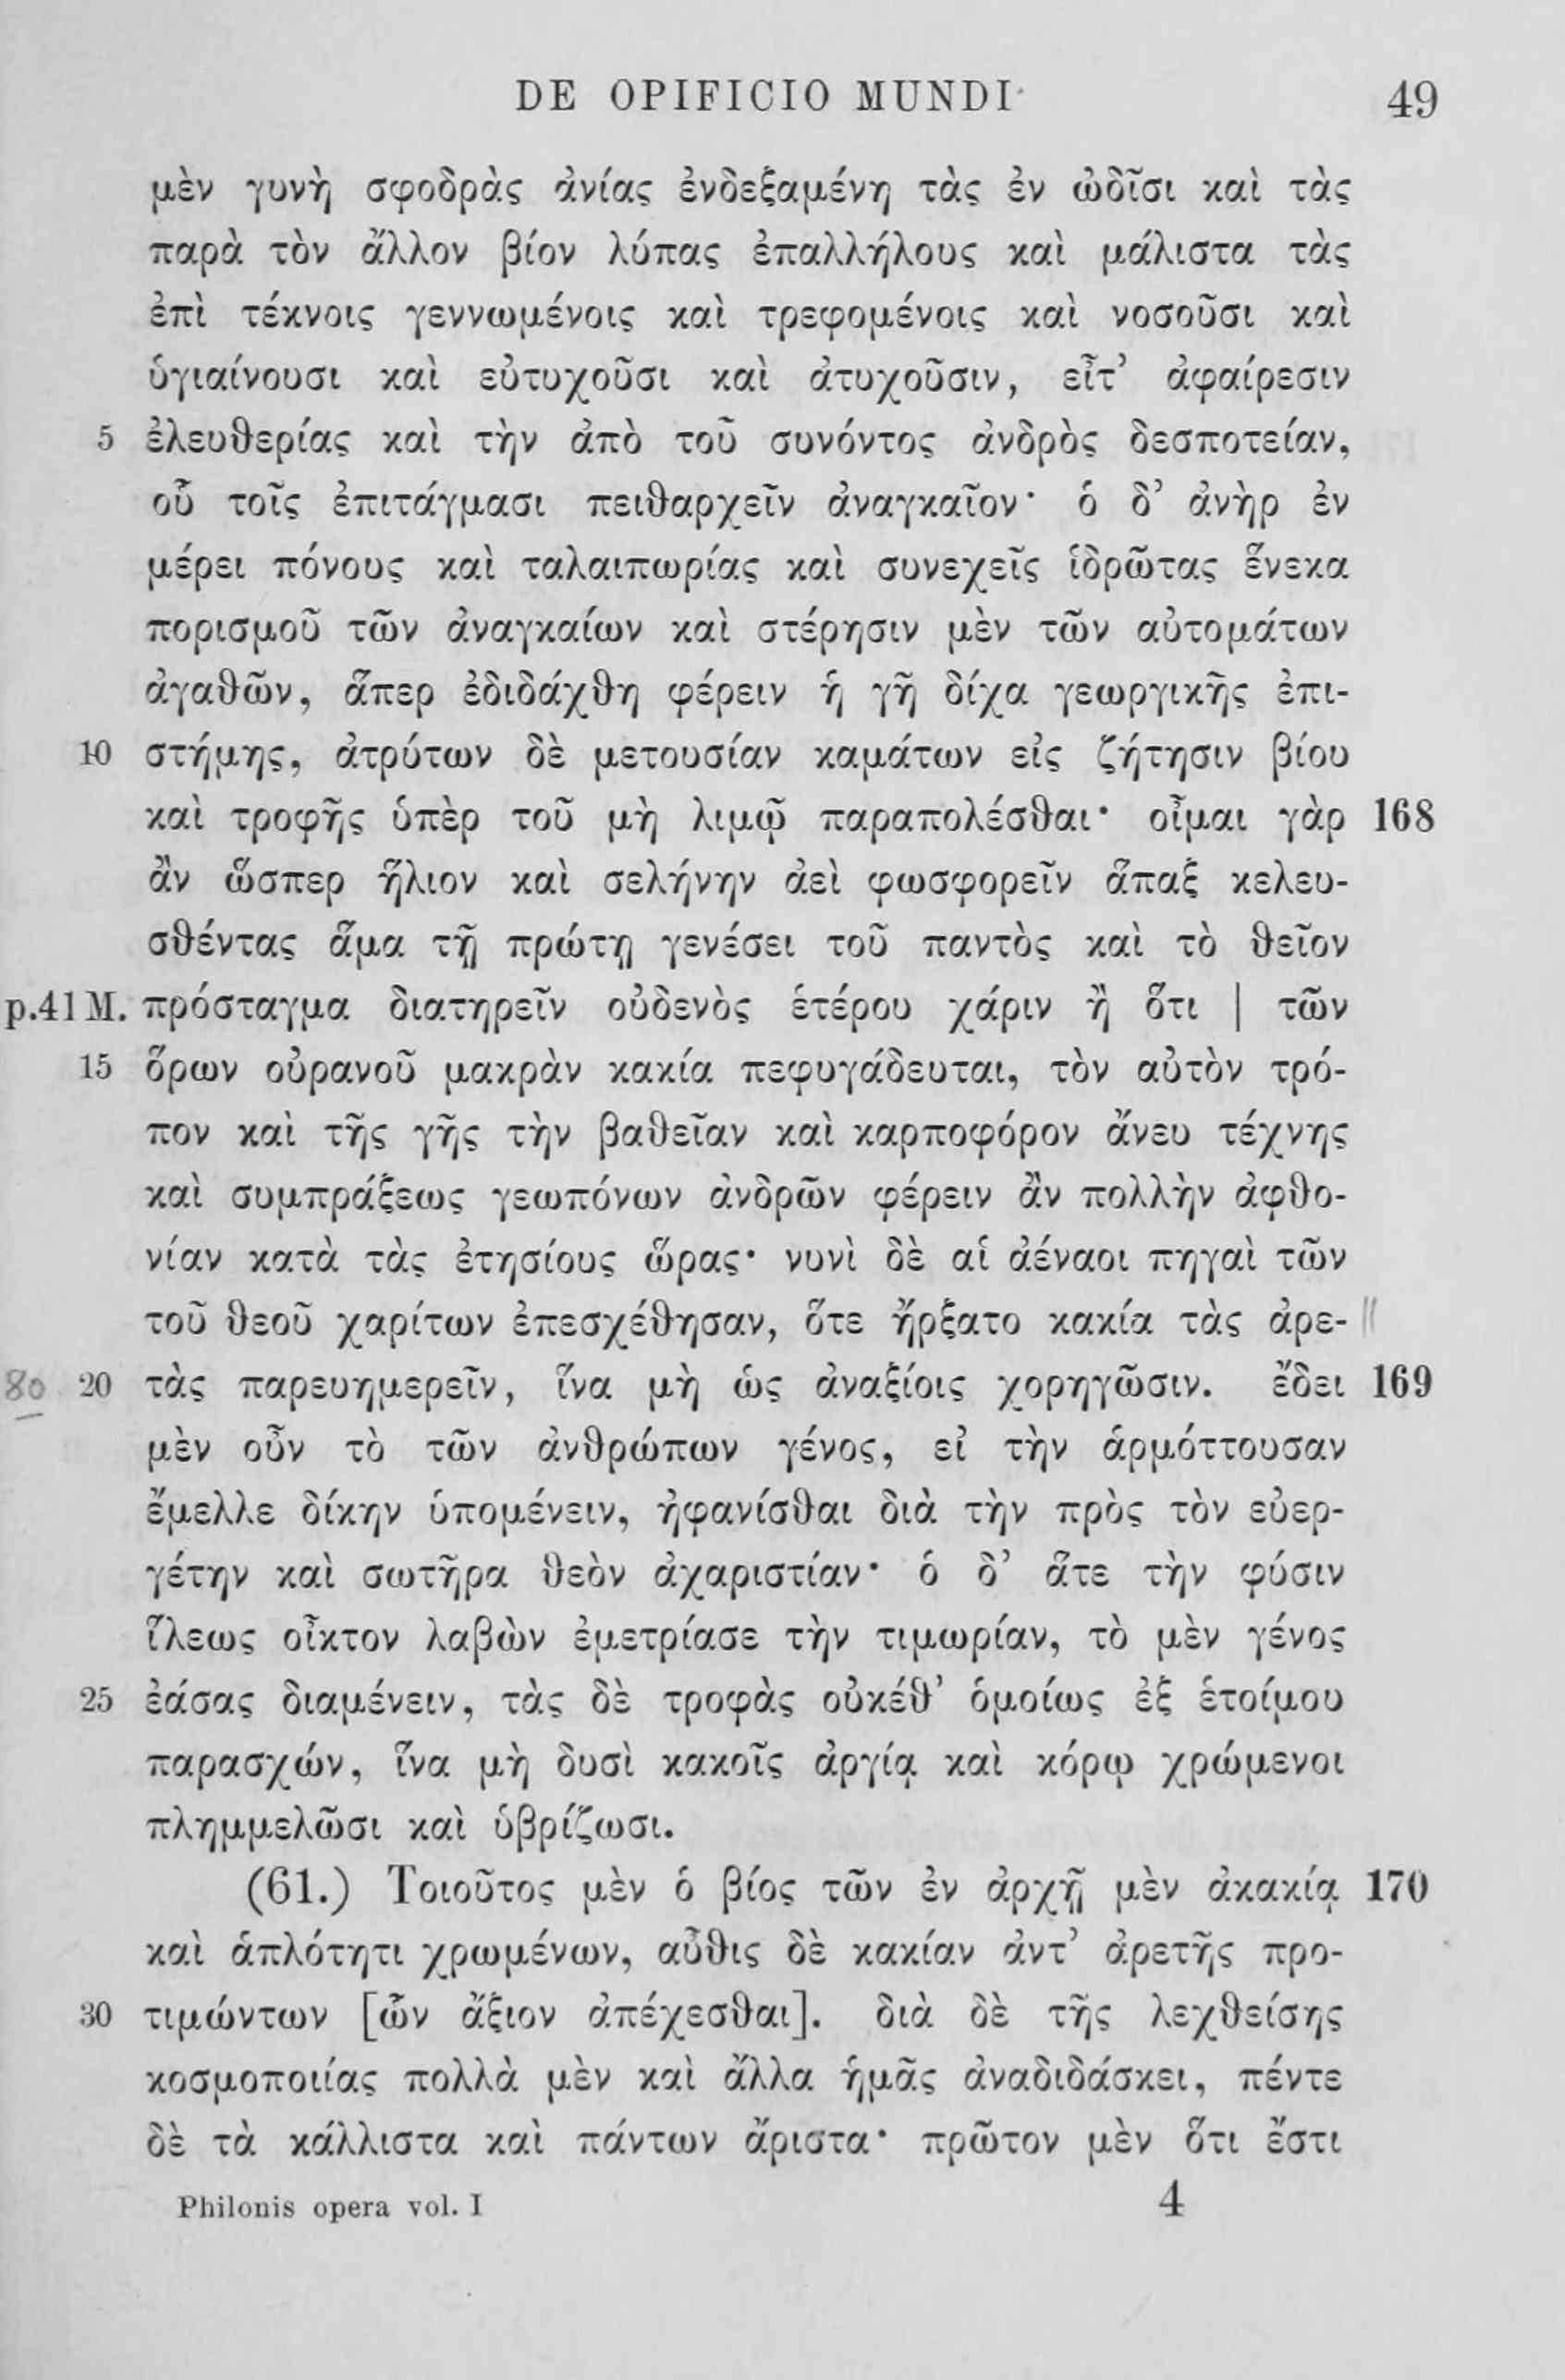 DE OPIFICIO MUNDI 49
μὲν γυνὴ σφοδρὰς ἀνίας ἐνδεξαμένη τὰς ἐν ὠδῖσι καὶ τὰς
παρὰ τὸν ἄλλον βίον λύπας ἐπαλλήλους καὶ μάλιστα τὰς
ἐπὶ τέκνοις γεννωμένοις καὶ τρεφομένοις καὶ νοσοῦσι καὶ
ὑγιαίνουσι καὶ εὐτυχοῦσι καὶ ἀτυχοῦσιν, εἶτ’ ἀφαίρεσιν
5 ἐλευθερίας καὶ τὴν ἀπὸ τοῦ συνόντος ἀνδρὸς δεσποτείαν,
οὗ τοῖς ἐπιτάγμασι πειθαρχεῖν ἀναγκαῖον· ὁ δ’ ἀνὴρ ἐν
μέρει πόνους καὶ ταλαιπωρίας καὶ συνεχεῖς ἱδρῶτας ἕνεκα
πορισμοῦ τῶν ἀναγκαίων καὶ στέρησιν μὲν τῶν αὐτομάτων
ἀγαθῶν, ἅπερ ἐδιδάχθη φέρειν ἡ γῆ δίχα γεωργικῆς ἐπι-
10 στήμης, ἀτρύτων δὲ μετουσίαν καμάτων εἰς ζήτησιν βίου
καὶ τροφῆς ὑπὲρ τοῦ μὴ λιμῷ παραπολέσθαι· οἶμαι γὰρ 168
ἂν ὥσπερ ἥλιον καὶ σελήνην ἀεὶ φωσφορεῖν ἅπαξ κελευ-
σθέντας ἅμα τῇ πρώτῃ γενέσει τοῦ παντὸς καὶ τὸ θεῖον
p.41 M. πρόσταγμα διατηρεῖν οὐδενὸς ἑτέρου χάριν ἢ ὅτι | τῶν
15 ὅρων οὐρανοῦ μακρὰν κακία πεφυγάδευται, τὸν αὐτὸν τρό-
πον καὶ τῆς γῆς τὴν βαθεῖαν καὶ καρποφόρον ἄνευ τέχνης
καὶ συμπράξεως γεωπόνων ἀνδρῶν φέρειν ἂν πολλὴν ἀφθο-
νίαν κατὰ τὰς ἐτησίους ὥρας· νυνὶ δὲ αἱ ἀέναοι πηγαὶ τῶν
τοῦ θεοῦ χαρίτων ἐπεσχέθησαν, ὅτε ἤρξατο κακία τὰς ἀρε-
80 20 τὰς παρευημερεῖν, ἵνα μὴ ὡς ἀναξίοις χορηγῶσιν. ἔδει 169
μὲν οὖν τὸ τῶν ἀνθρώπων γένος, εἰ τὴν ἁρμόττουσαν
ἔμελλε δίκην ὑπομένειν, ἠφανίσθαι διὰ τὴν πρὸς τὸν εὐερ-
γέτην καὶ σωτῆρα θεὸν ἀχαριστίαν· ὁ δ’ ἅτε τὴν φύσιν
ἵλεως οἶκτον λαβὼν ἐμετρίασε τὴν τιμωρίαν, τὸ μὲν γένος
25 ἐάσας διαμένειν, τὰς δὲ τροφὰς οὐκέθ’ ὁμοίως ἐξ ἑτοίμου
παρασχών, ἵνα μὴ δυσὶ κακοῖς ἀργίᾳ καὶ κόρῳ χρώμενοι
πλημμελῶσι καὶ ὑβρίζωσι.
(61.) Τοιοῦτος μὲν ὁ βίος τῶν ἐν ἀρχῇ μὲν ἀκακίᾳ 170
καὶ ἁπλότητι χρωμένων, αὖθις δὲ κακίαν ἀντ’ ἀρετῆς προ-
30 τιμώντων [ὧν ἄξιον ἀπέχεσθαι]. διὰ δὲ τῆς λεχθείσης
κοσμοποιίας πολλὰ μὲν καὶ ἄλλα ἡμᾶς ἀναδιδάσκει, πέντε
δὲ τὰ κάλλιστα καὶ πάντων ἄριστα· πρῶτον μὲν ὅτι ἔστι
Philonis opera vol. I 4